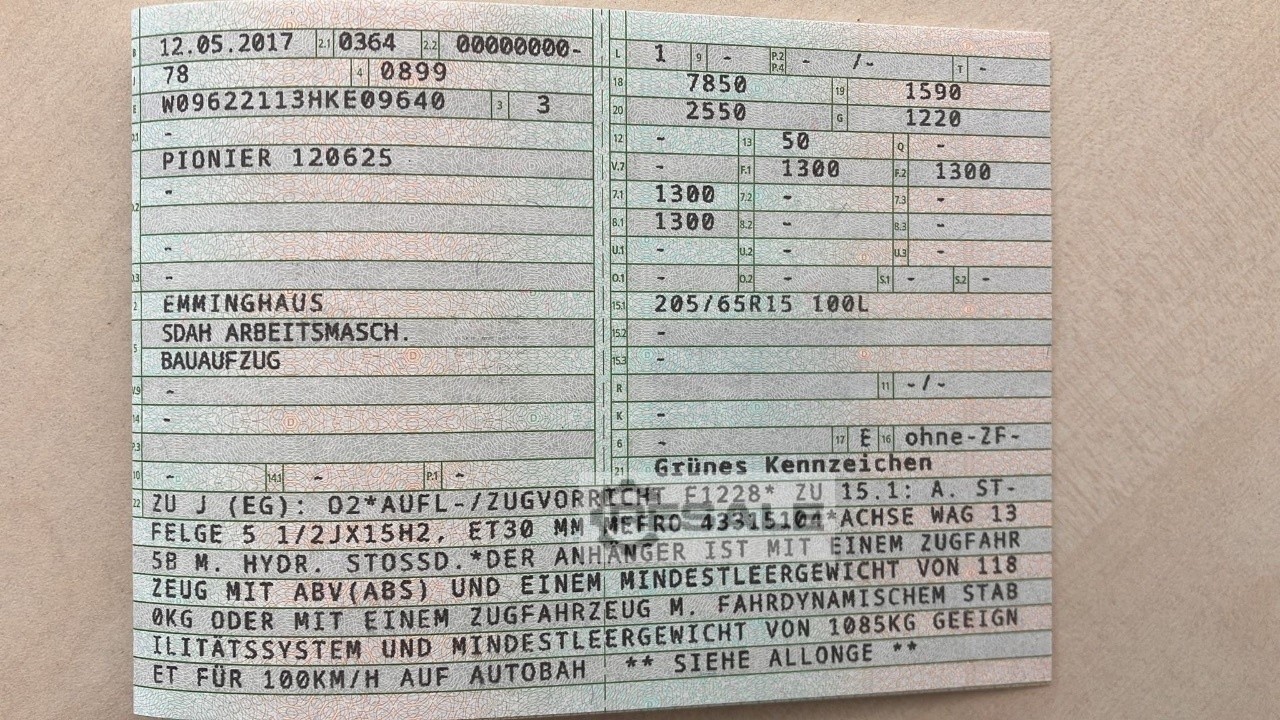 12.05.2017 2.1 0364 2.2 00000000-
78 4 0899
W09622113HKE09640 3 3
-
PIONIER 120625
-
-
-
EMMINGHAUS
SDAH ARBEITSMASCH.
BAUAUFZUG
-
-
10 - 14.1 - P.1 -
L 1 9 - P.2 P.4 - /- T -
18 7850 19 1590
20 2550 G 1220
12 - 13 50 Q -
V.7 - F.1 1300 F.2 1300
7.1 1300 7.2 - 7.3 -
8.1 1300 8.2 - 8.3 -
U.1 - U.2 - U.3 -
O.1 - O.2 - S.1 - S.2 -
15.1 205/65R15 100L
15.2 -
15.3 -
R 11 -/-
K -
6 - 17 E 16 ohne-ZF-
21 Grünes Kennzeichen
22 ZU J (EG): O2*AUFL-/ZUGVORRICHT F1228* ZU 15.1: A. ST-
FELGE 5 1/2JX15H2, ET30 MM MEFRO 43315104*ACHSE WAG 13
5B M. HYDR. STOSSD.*DER ANHÄNGER IST MIT EINEM ZUGFAHR
ZEUG MIT ABV(ABS) UND EINEM MINDESTLEERGEWICHT VON 118
0KG ODER MIT EINEM ZUGFAHRZEUG M. FAHRDYNAMISCHEM STAB
ILITÄTSSYSTEM UND MINDESTLEERGEWICHT VON 1085KG GEEIGN
ET FÜR 100KM/H AUF AUTOBAH ** SIEHE ALLONGE **